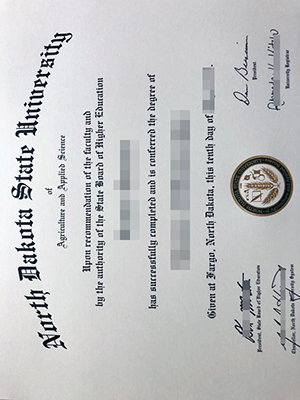 North Dakota State University
of
Agriculture and Applied Science
Upon recommendation of the faculty and
by the authority of the State Board of Higher Education
has successfully completed and is conferred the degree of
Given at Fargo, North Dakota, this tenth day of
President, State Board of Higher Education
Chancellor, North Dakota University System
President
University Registrar